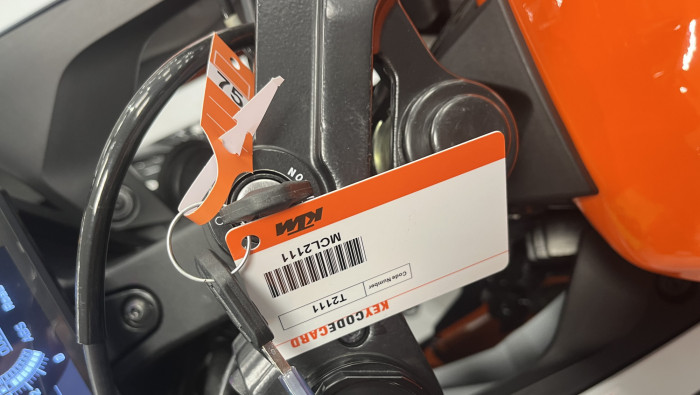 75
ON
KTM
MCL2111
Code Number
T2111
KEYCODECARD